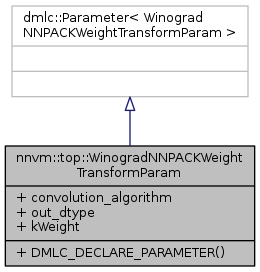 dmlc::Parameter< Winograd
NNPACKWeightTransformParam >
nnvm::top::WinogradNNPACKWeight
TransformParam
+ convolution_algorithm
+ out_dtype
+ kWeight
+ DMLC_DECLARE_PARAMETER()